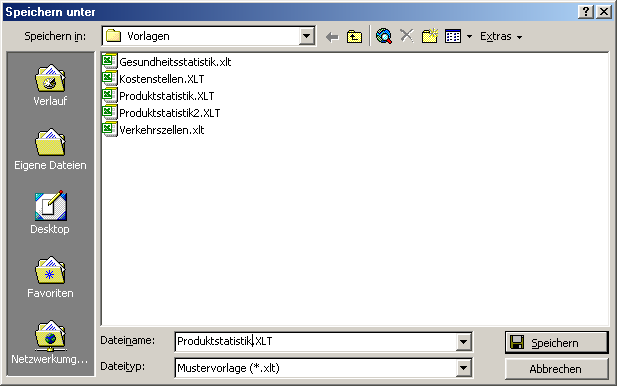 Speichern unter
Speichern in: Vorlagen Extras
Gesundheitsstatistik.xlt
Kostenstellen.XLT
Produktstatistik.XLT
Produktstatistik2.XLT
Verkehrszellen.xlt
Verlauf
Eigene Dateien
Desktop
Favoriten
Netzwerkumg...
Dateiname: Produktstatistik.XLT Speichern
Dateityp: Mustervorlage (*.xlt) Abbrechen